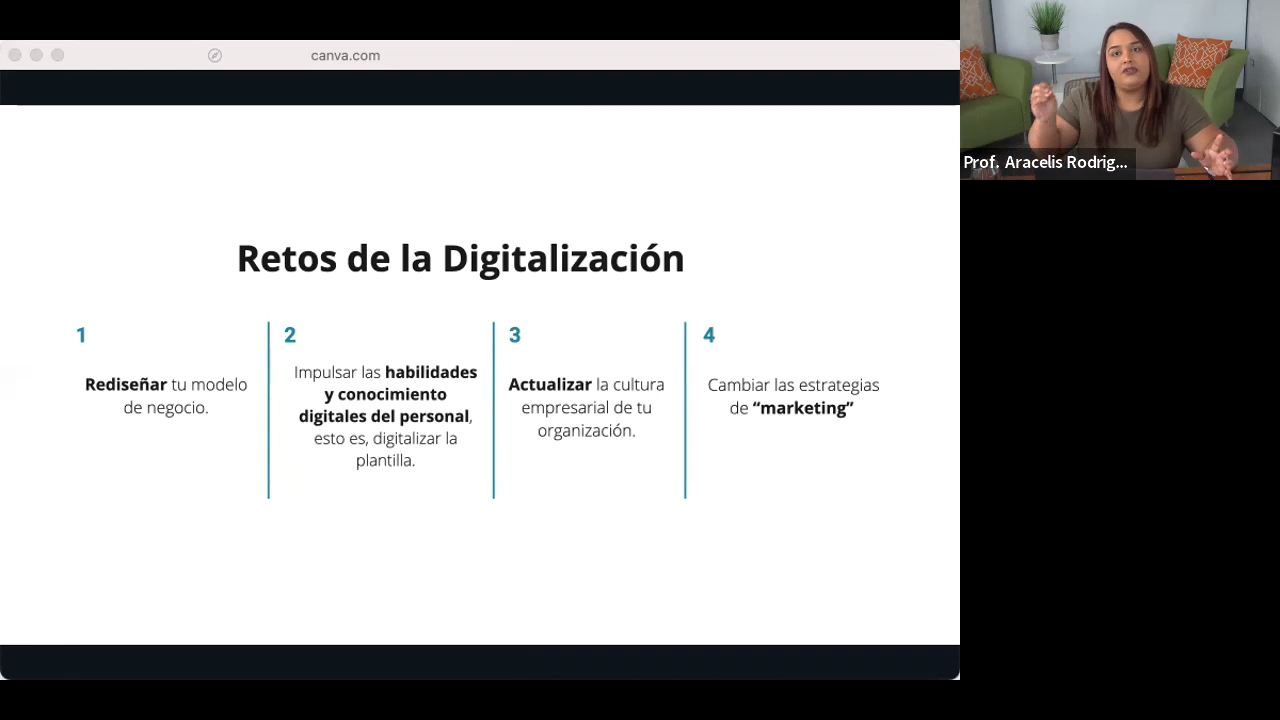 canva.com
Prof. Aracelis Rodrig...
Retos de la Digitalización
1
Rediseñar tu modelo
de negocio.
2
Impulsar las habilidades
y conocimiento
digitales del personal,
esto es, digitalizar la
plantilla.
3
Actualizar la cultura
empresarial de tu
organización.
4
Cambiar las estrategias
de “marketing”